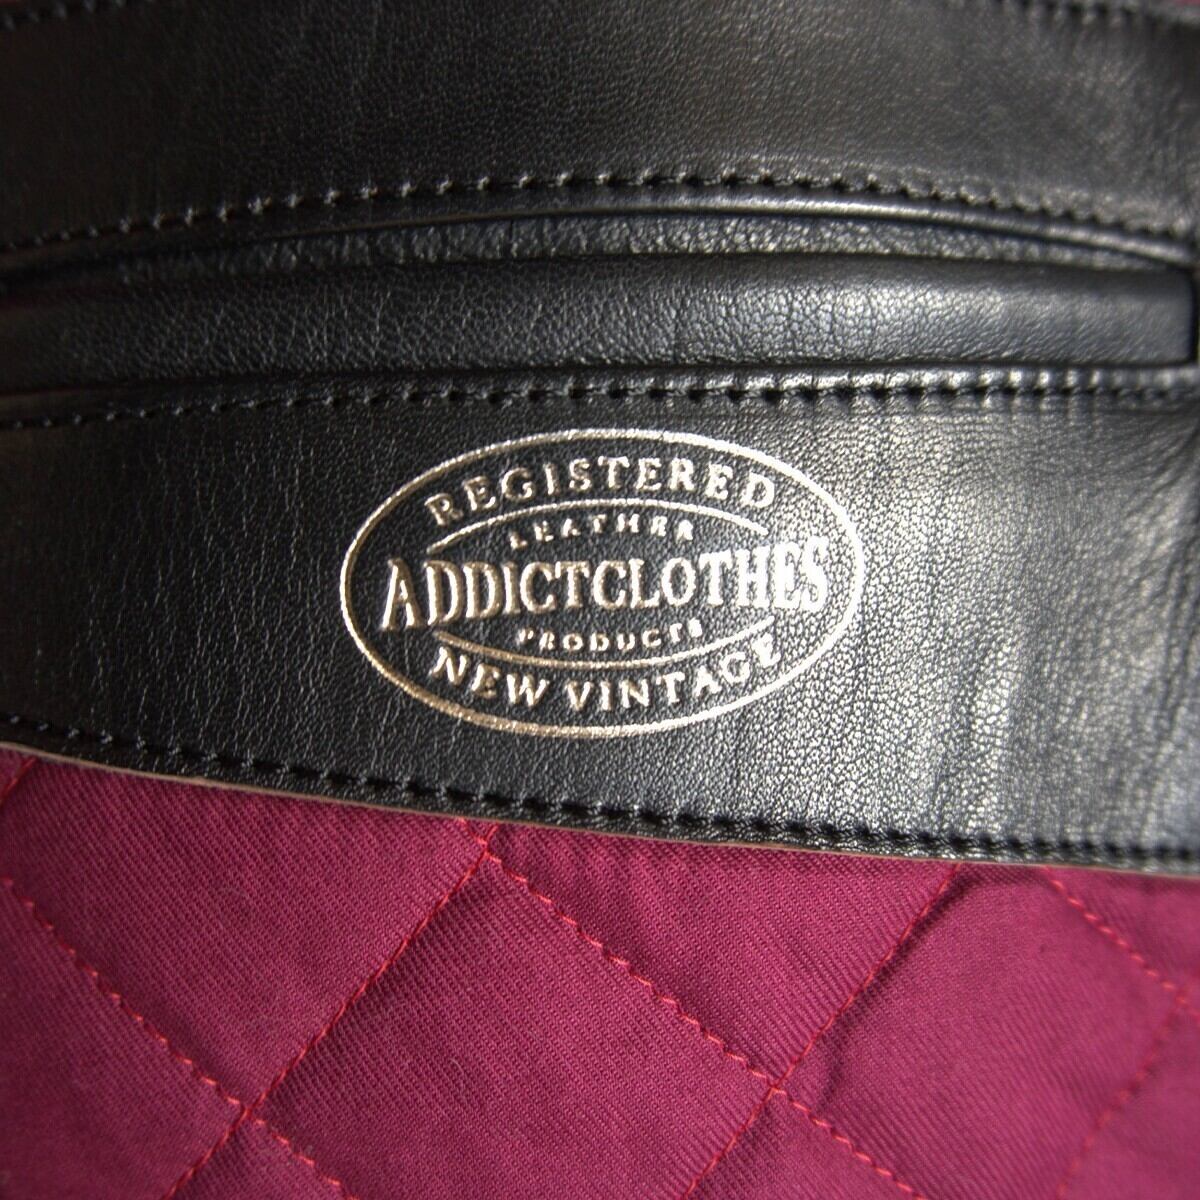 REGISTERED
LEATHER
ADDICTCLOTHES
PRODUCTS
NEW VINTAGE